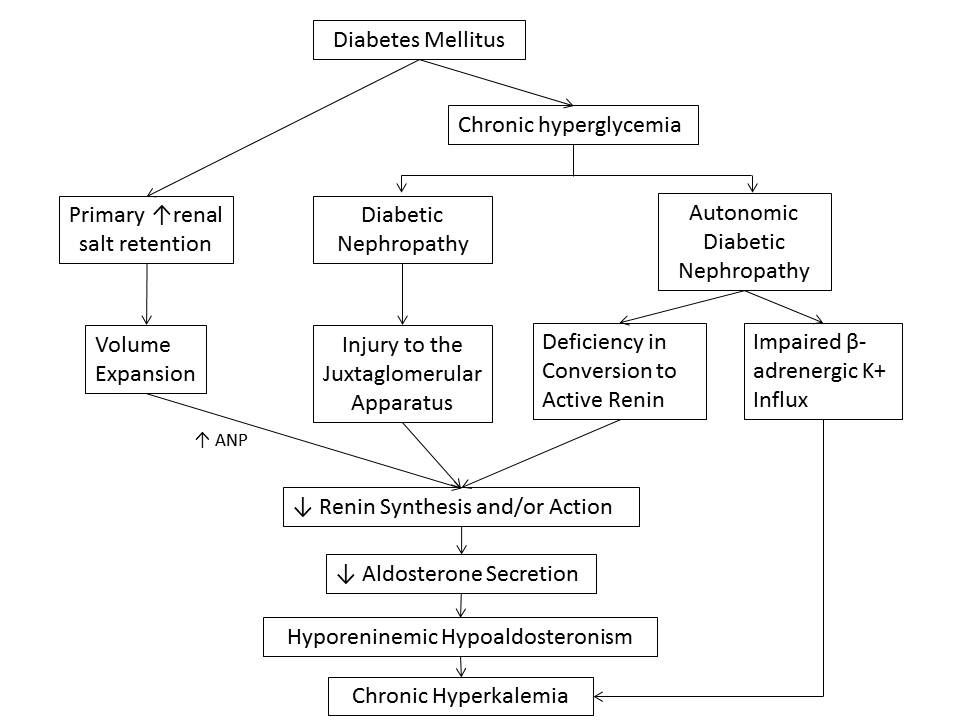 Diabetes Mellitus
Chronic hyperglycemia
Primary ↑renal
salt retention
Diabetic
Nephropathy
Autonomic
Diabetic
Nephropathy
Volume
Expansion
Injury to the
Juxtaglomerular
Apparatus
Deficiency in
Conversion to
Active Renin
Impaired β-
adrenergic K+
Influx
↑ ANP
↓ Renin Synthesis and/or Action
↓ Aldosterone Secretion
Hyporeninemic Hypoaldosteronism
Chronic Hyperkalemia